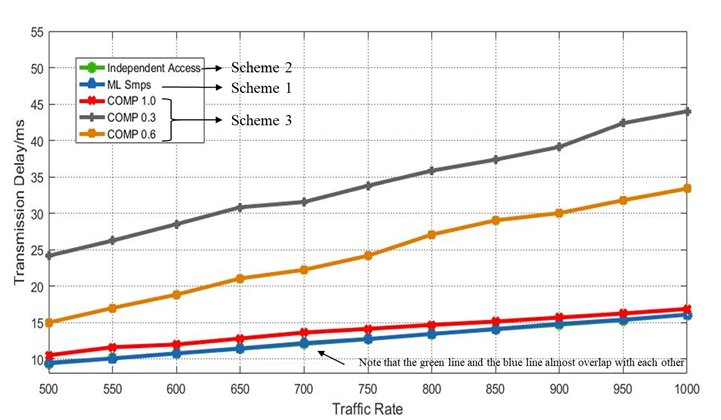 55
50
45
40
35
30
25
20
15
10
Transmission Delay/ms
Independent Access
Scheme 2
ML Smps
Scheme 1
COMP 1.0
COMP 0.3
Scheme 3
COMP 0.6
Note that the green line and the blue line almost overlap with each other
500 550 600 650 700 750 800 850 900 950 1000
Traffic Rate